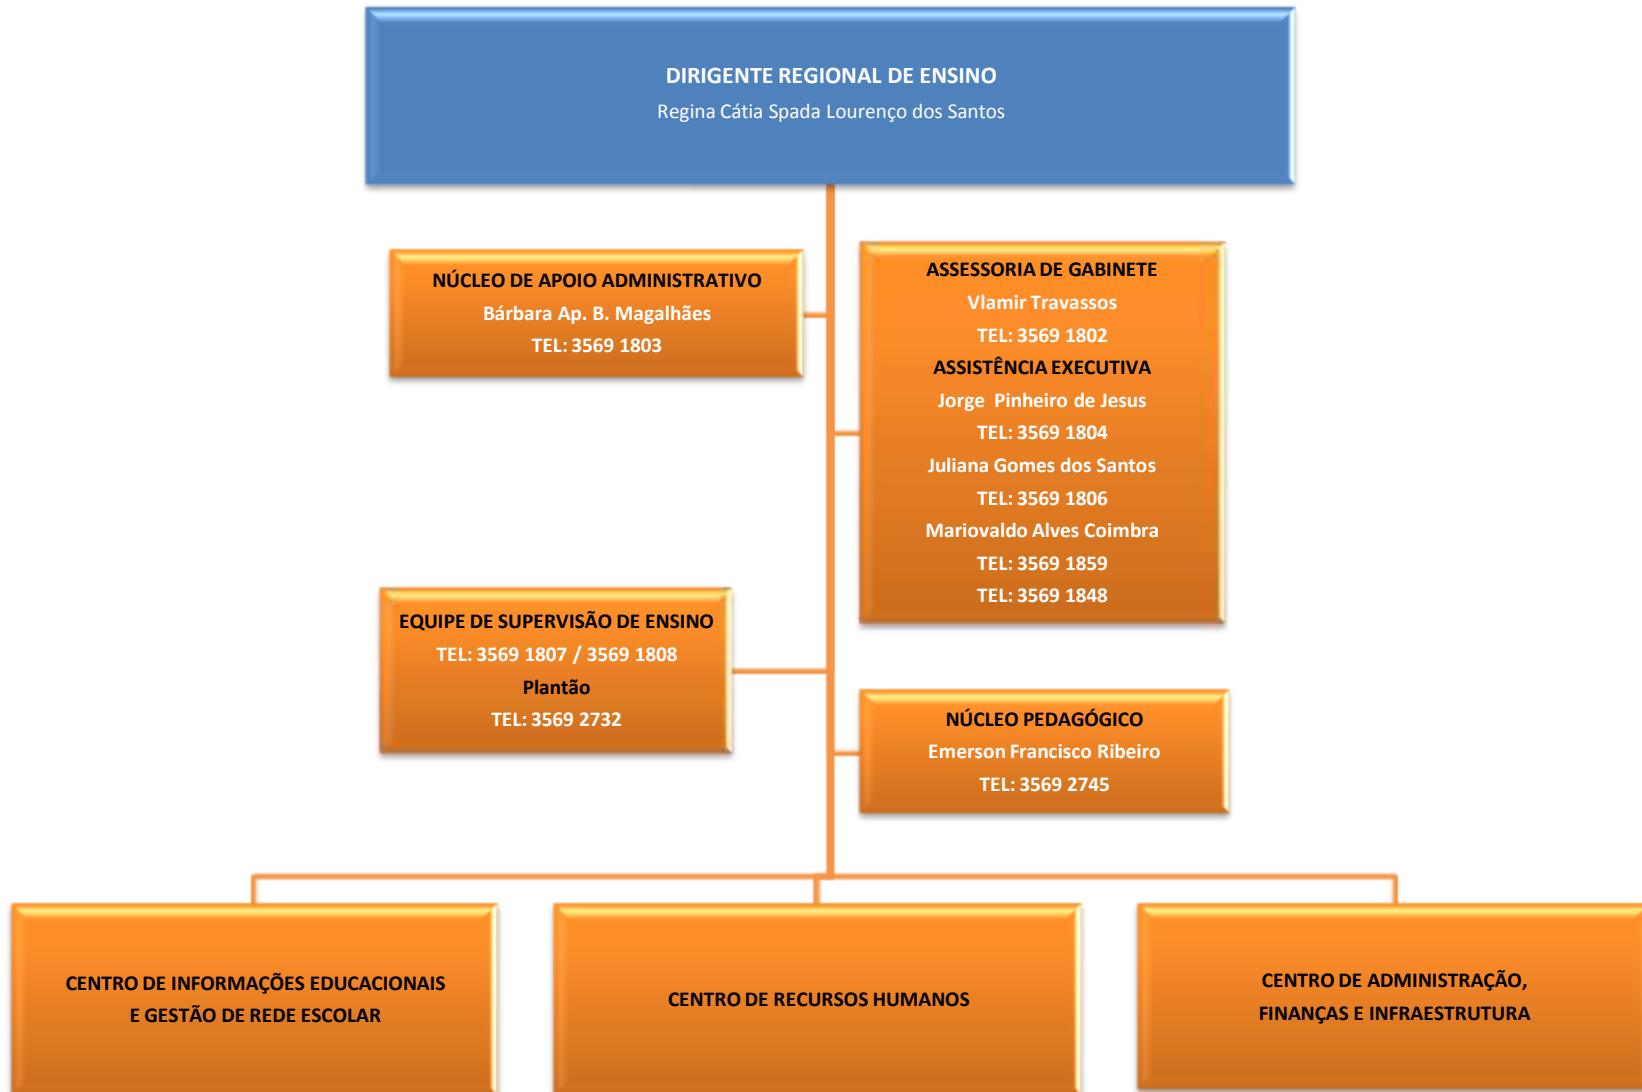 DIRIGENTE REGIONAL DE ENSINO
Regina Cátia Spada Lourenço dos Santos
NÚCLEO DE APOIO ADMINISTRATIVO
Bárbara Ap. B. Magalhães
TEL: 3569 1803
ASSESSORIA DE GABINETE
Vlamir Travassos
TEL: 3569 1802
ASSISTÊNCIA EXECUTIVA
Jorge Pinheiro de Jesus
TEL: 3569 1804
Juliana Gomes dos Santos
TEL: 3569 1806
Mariovaldo Alves Coimbra
TEL: 3569 1859
TEL: 3569 1848
EQUIPE DE SUPERVISÃO DE ENSINO
TEL: 3569 1807 / 3569 1808
Plantão
TEL: 3569 2732
NÚCLEO PEDAGÓGICO
Emerson Francisco Ribeiro
TEL: 3569 2745
CENTRO DE INFORMAÇÕES EDUCACIONAIS
E GESTÃO DE REDE ESCOLAR
CENTRO DE RECURSOS HUMANOS
CENTRO DE ADMINISTRAÇÃO,
FINANÇAS E INFRAESTRUTURA